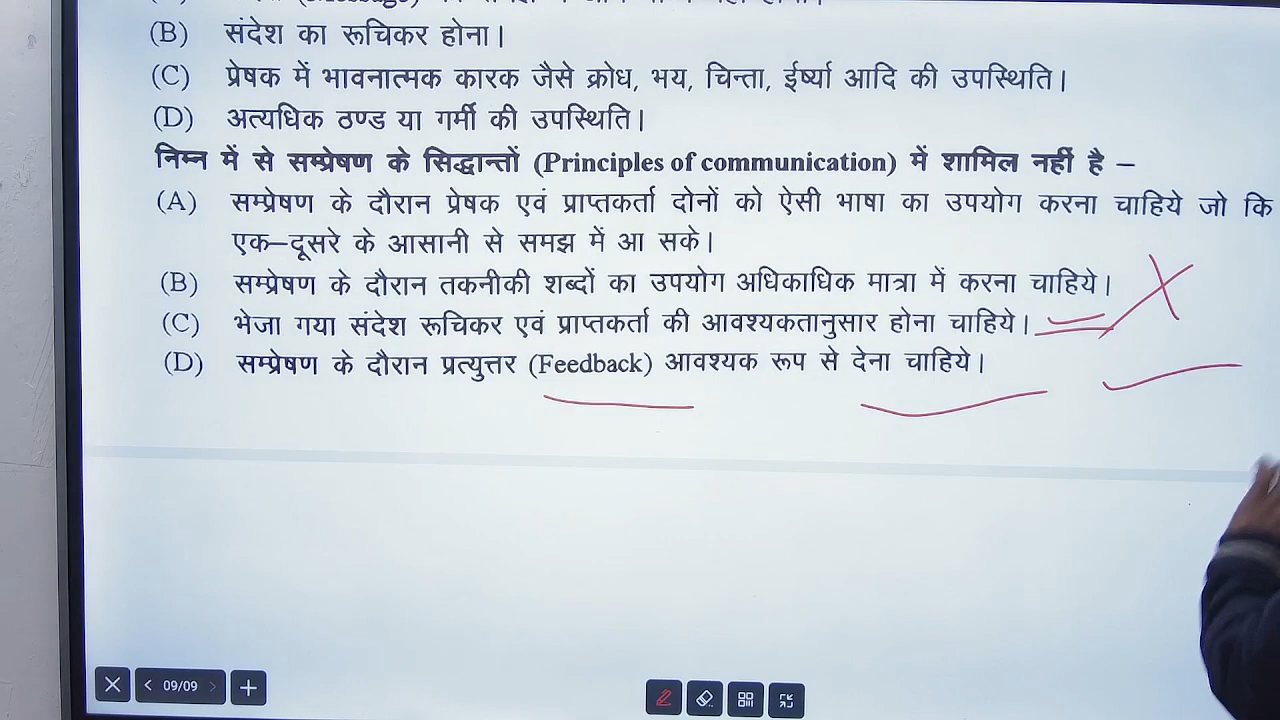 (B) संदेश का रूचिकर होना।
(C) प्रेषक में भावनात्मक कारक जैसे क्रोध, भय, चिन्ता, ईर्ष्या आदि की उपस्थिति।
(D) अत्यधिक ठण्ड या गर्मी की उपस्थिति।
निम्न में से सम्प्रेषण के सिद्धान्तों (Principles of communication) में शामिल नहीं है –
(A) सम्प्रेषण के दौरान प्रेषक एवं प्राप्तकर्ता दोनों को ऐसी भाषा का उपयोग करना चाहिये जो कि
एक–दूसरे के आसानी से समझ में आ सके।
(B) सम्प्रेषण के दौरान तकनीकी शब्दों का उपयोग अधिकाधिक मात्रा में करना चाहिये।
(C) भेजा गया संदेश रूचिकर एवं प्राप्तकर्ता की आवश्यकतानुसार होना चाहिये।
(D) सम्प्रेषण के दौरान प्रत्युत्तर (Feedback) आवश्यक रूप से देना चाहिये।
09/09